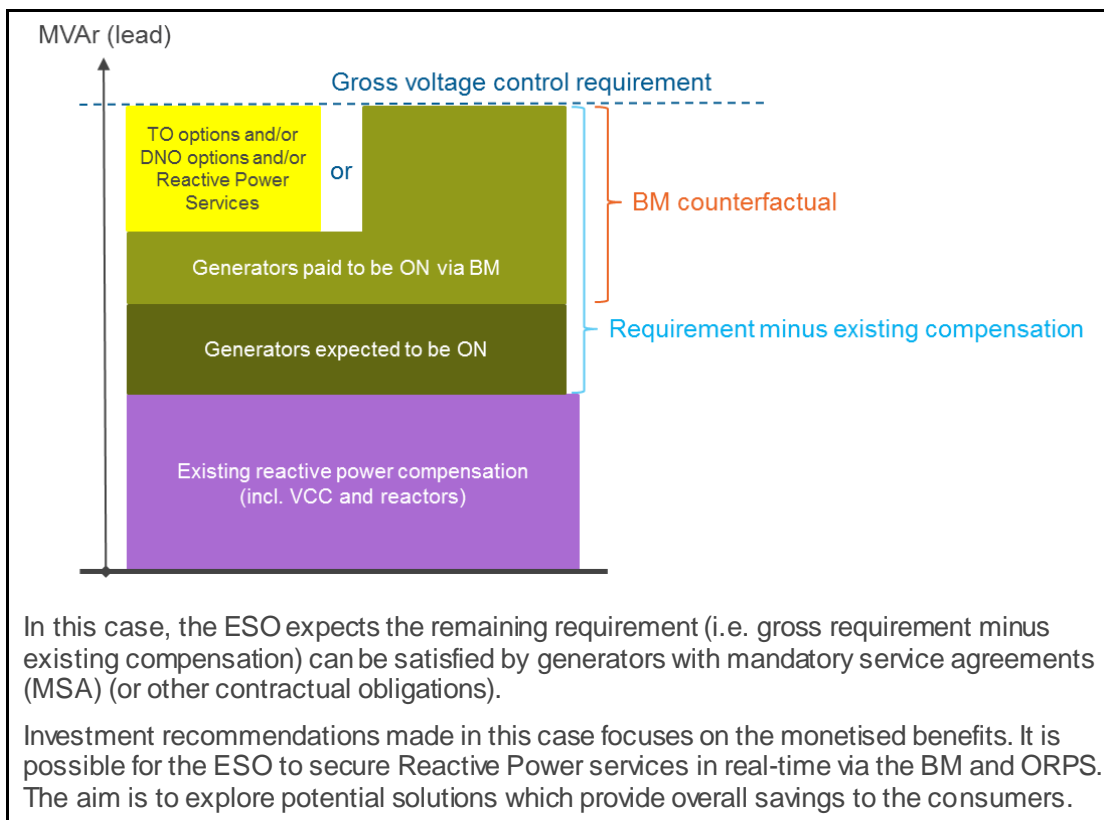 MVAr (lead)
Gross voltage control requirement
TO options and/or
DNO options and/or
Reactive Power
Services
or
BM counterfactual
Generators paid to be ON via BM
Requirement minus existing compensation
Generators expected to be ON
Existing reactive power compensation
(incl. VCC and reactors)
In this case, the ESO expects the remaining requirement (i.e. gross requirement minus
existing compensation) can be satisfied by generators with mandatory service agreements
(MSA) (or other contractual obligations).
Investment recommendations made in this case focuses on the monetised benefits. It is
possible for the ESO to secure Reactive Power services in real-time via the BM and ORPS.
The aim is to explore potential solutions which provide overall savings to the consumers.